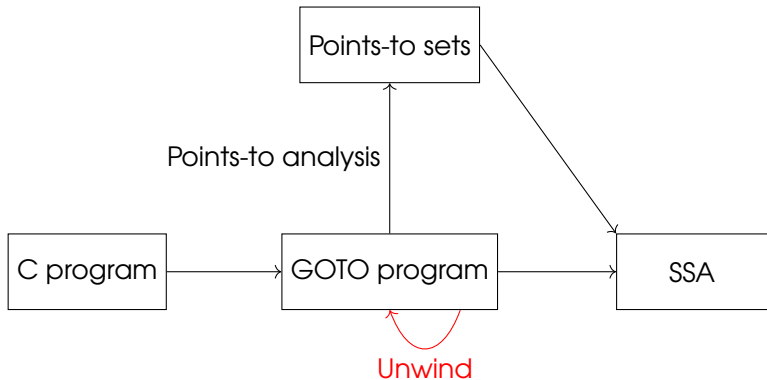 Points-to sets
Points-to analysis
C program
GOTO program
SSA
Unwind